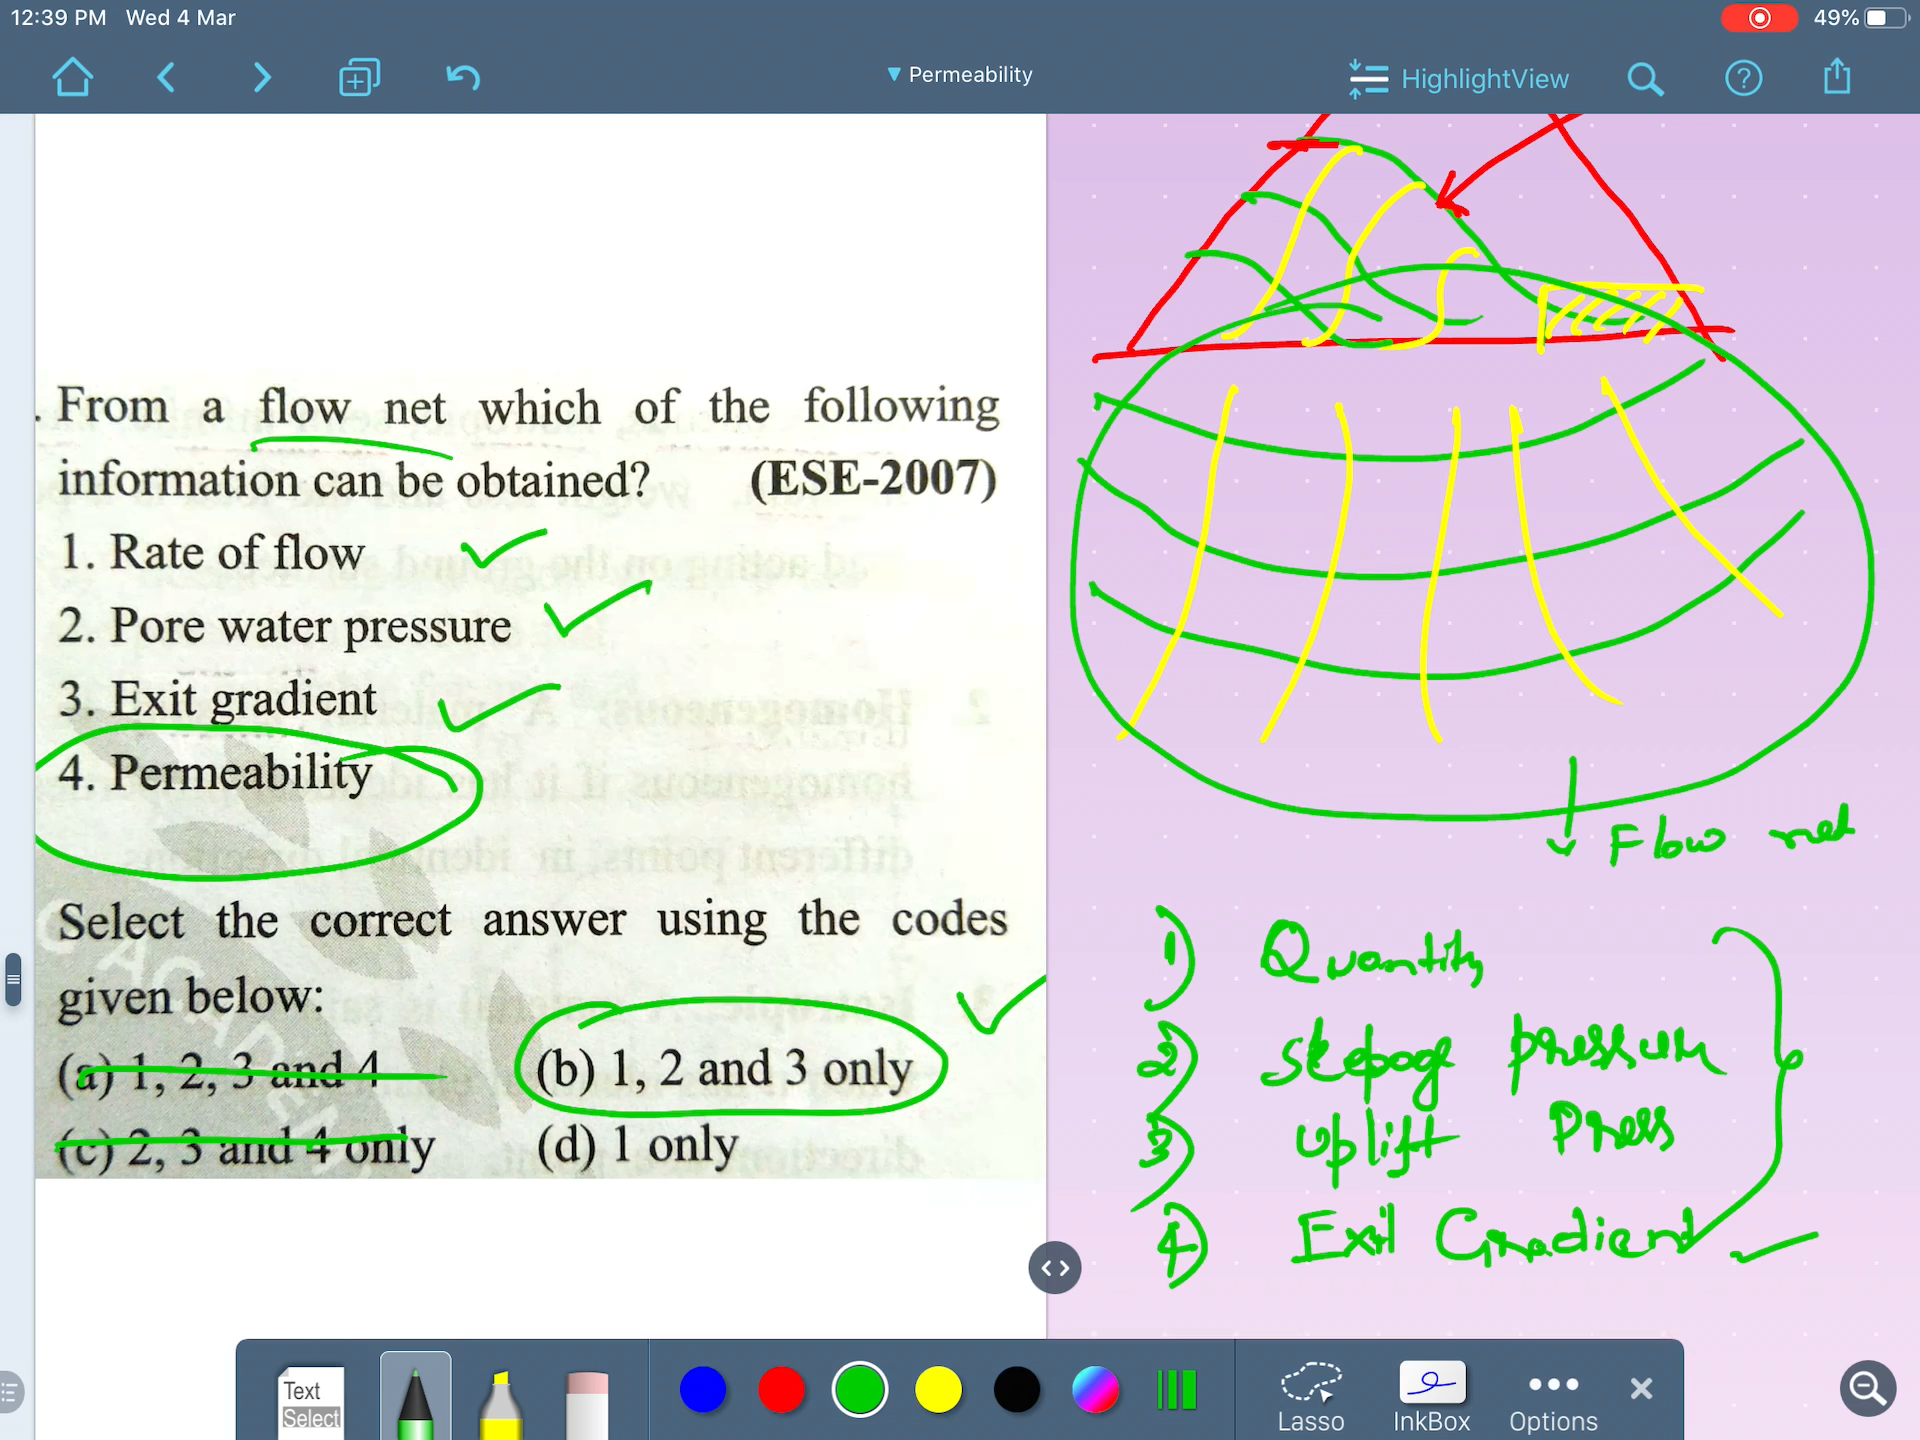 12:39 PM Wed 4 Mar
49%
▼ Permeability
HighlightView
. From a flow net which of the following
information can be obtained? (ESE-2007)
1. Rate of flow
2. Pore water pressure
3. Exit gradient
4. Permeability
Select the correct answer using the codes
given below:
(a) 1, 2, 3 and 4 (b) 1, 2 and 3 only
(c) 2, 3 and 4 only (d) 1 only
Flow net
1) Quantity
2) Seepage pressure
3) Uplift Press
4) Exit Gradient
Text
Select
Lasso
InkBox
Options